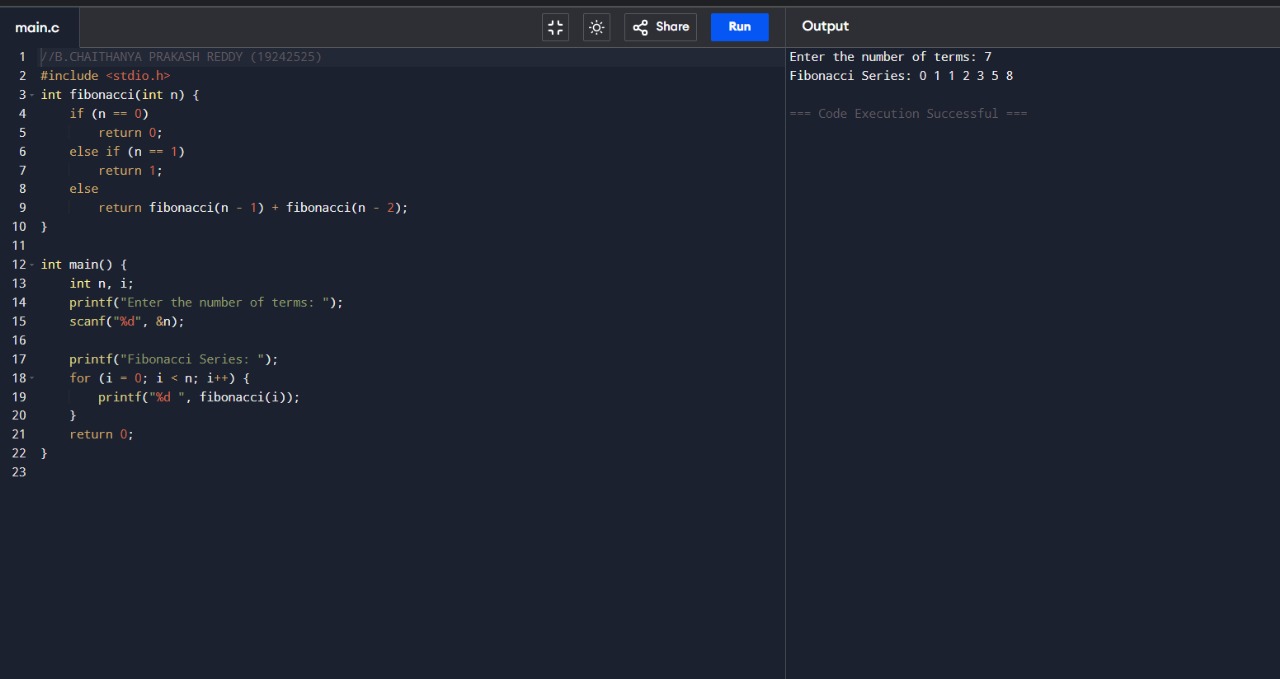 main.c
Share
Run
Output
1 //B.CHAITHANYA PRAKASH REDDY (19242525)
2 #include <stdio.h>
3 int fibonacci(int n) {
4     if (n == 0)
5         return 0;
6     else if (n == 1)
7         return 1;
8     else
9         return fibonacci(n - 1) + fibonacci(n - 2);
10 }
11
12 int main() {
13     int n, i;
14     printf("Enter the number of terms: ");
15     scanf("%d", &n);
16
17     printf("Fibonacci Series: ");
18     for (i = 0; i < n; i++) {
19         printf("%d ", fibonacci(i));
20     }
21     return 0;
22 }
23
Enter the number of terms: 7
Fibonacci Series: 0 1 1 2 3 5 8
=== Code Execution Successful ===